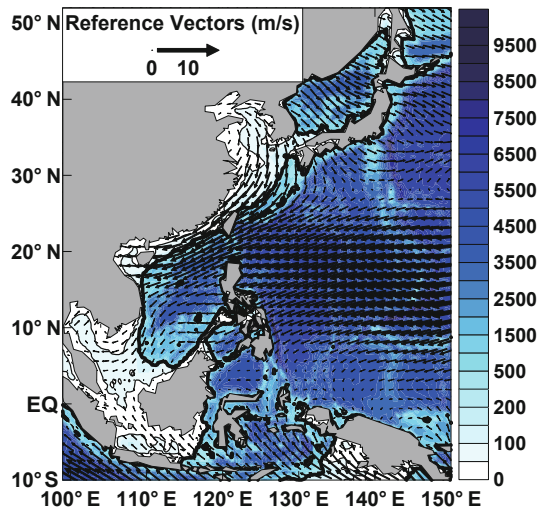 Reference Vectors (m/s)
0 10
50° N
40° N
30° N
20° N
10° N
EQ
10° S
100° E 110° E 120° E 130° E 140° E 150° E
9500
8500
7500
6500
5500
4500
3500
2500
1500
500
200
100
0